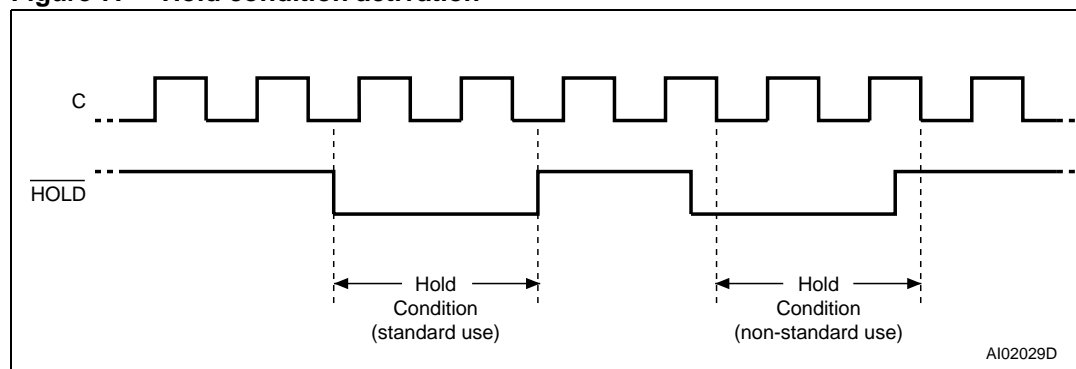 C
HOLD
Hold
Condition
(standard use)
Hold
Condition
(non-standard use)
AI02029D